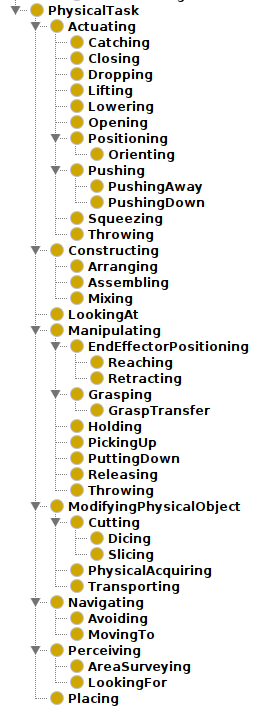 PhysicalTask
Actuating
Catching
Closing
Dropping
Lifting
Lowering
Opening
Positioning
Orienting
Pushing
PushingAway
PushingDown
Squeezing
Throwing
Constructing
Arranging
Assembling
Mixing
LookingAt
Manipulating
EndEffectorPositioning
Reaching
Retracting
Grasping
GraspTransfer
Holding
PickingUp
PuttingDown
Releasing
Throwing
ModifyingPhysicalObject
Cutting
Dicing
Slicing
PhysicalAcquiring
Transporting
Navigating
Avoiding
MovingTo
Perceiving
AreaSurveying
LookingFor
Placing